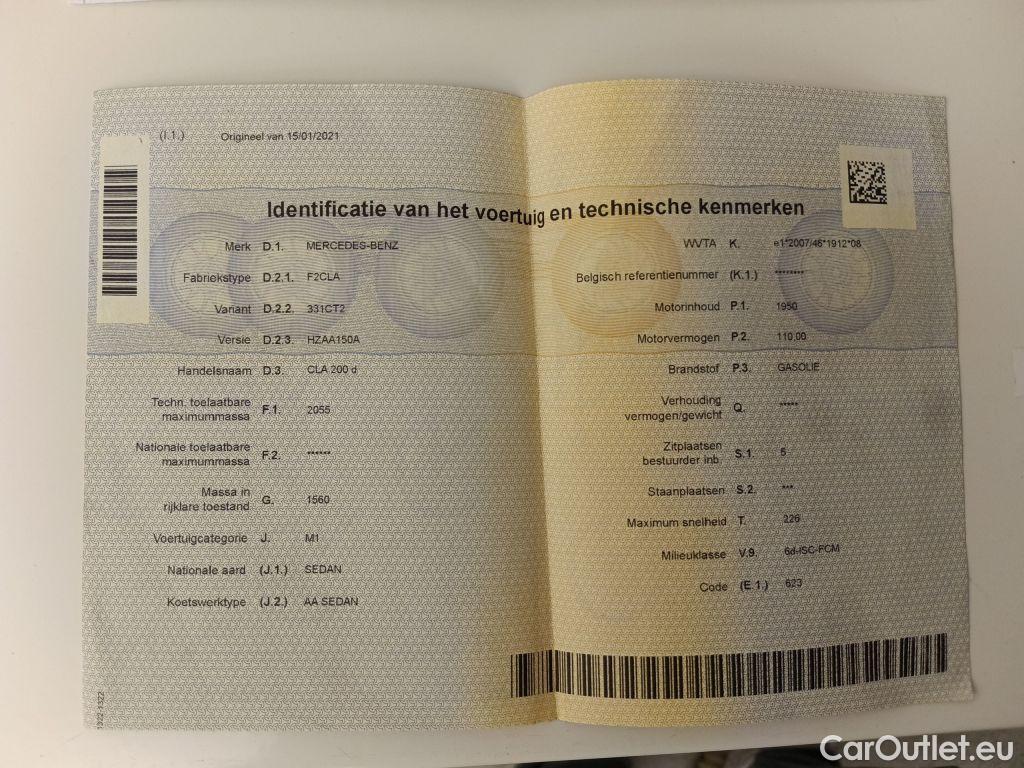 (I.1.) Origineel van 15/01/2021
Identificatie van het voertuig en technische kenmerken
Merk D.1. MERCEDES-BENZ
Fabriekstype D.2.1. F2CLA
Variant D.2.2. 331CT2
Versie D.2.3. HZAA150A
Handelsnaam D.3. CLA 200 d
Techn. toelaatbare
maximummassa F.1. 2055
Nationale toelaatbare
maximummassa F.2. ******
Massa in
rijklare toestand G. 1560
Voertuigcategorie J. M1
Nationale aard (J.1.) SEDAN
Koetswerktype (J.2.) AA SEDAN
WVTA K. e1*2007/46*1912*08
Belgisch referentienummer (K.1.) ********
Motorinhoud P.1. 1950
Motorvermogen P.2. 110.00
Brandstof P.3. GASOLIE
Verhouding
vermogen/gewicht Q. *****
Zitplaatsen
bestuurder inb. S.1. 5
Staanplaatsen S.2. ***
Maximum snelheid T. 226
Milieuklasse V.9. 6d-ISC-FCM
Code (E.1.) 623
CarOutlet.eu